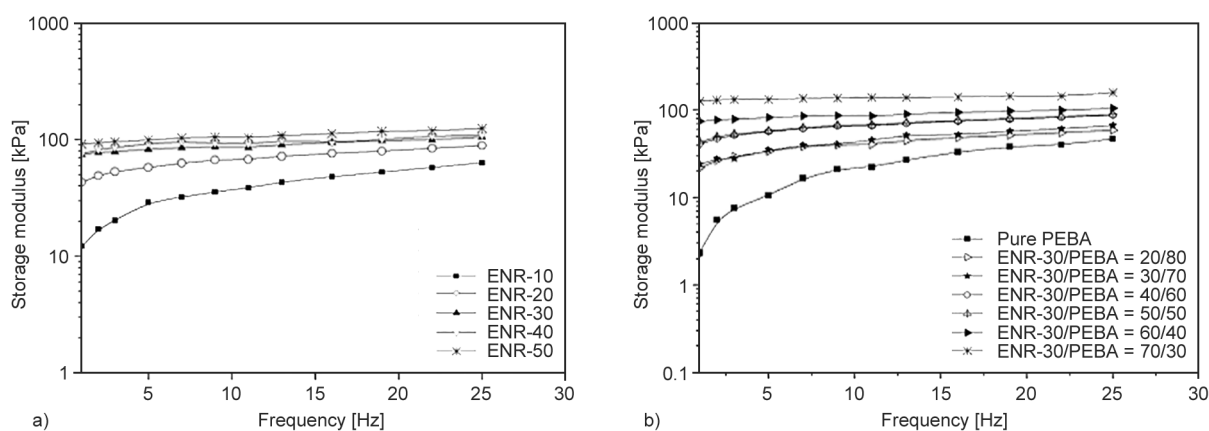 1000
100
10
1
Storage modulus [kPa]
5 10 15 20 25 30
Frequency [Hz]
a)
ENR-10
ENR-20
ENR-30
ENR-40
ENR-50
1000
100
10
1
0.1
Storage modulus [kPa]
5 10 15 20 25 30
Frequency [Hz]
b)
Pure PEBA
ENR-30/PEBA = 20/80
ENR-30/PEBA = 30/70
ENR-30/PEBA = 40/60
ENR-30/PEBA = 50/50
ENR-30/PEBA = 60/40
ENR-30/PEBA = 70/30